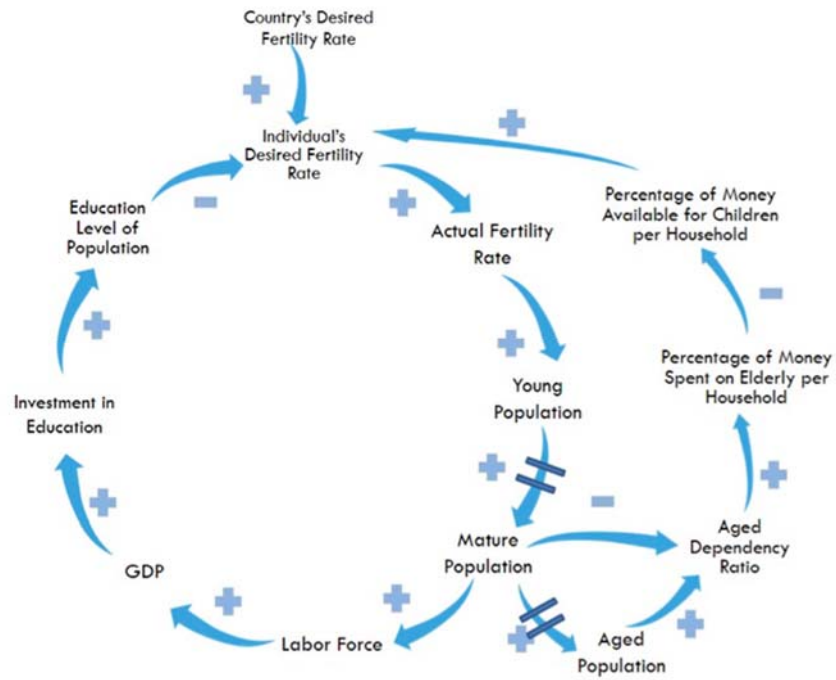 Country's Desired
Fertility Rate
+
+
Individual's
Desired Fertility
Rate
−
+
Education
Level of
Population
Percentage of Money
Available for Children
per Household
Actual Fertility
Rate
−
+
+
Percentage of Money
Spent on Elderly per
Household
Young
Population
Investment in
Education
+
+
−
+
Mature
Population
Aged
Dependency
Ratio
GDP
+
+
+
+
Labor Force
Aged
Population